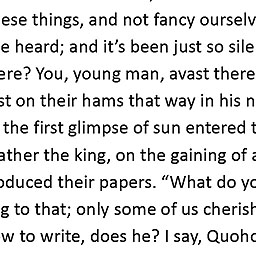 ese things, and not fancy ourselv
e heard; and it’s been just so sile
ere? You, young man, avast there
st on their hams that way in his n
the first glimpse of sun entered t
ather the king, on the gaining of a
oduced their papers. “What do yo
g to that; only some of us cherish
w to write, does he? I say, Quoho